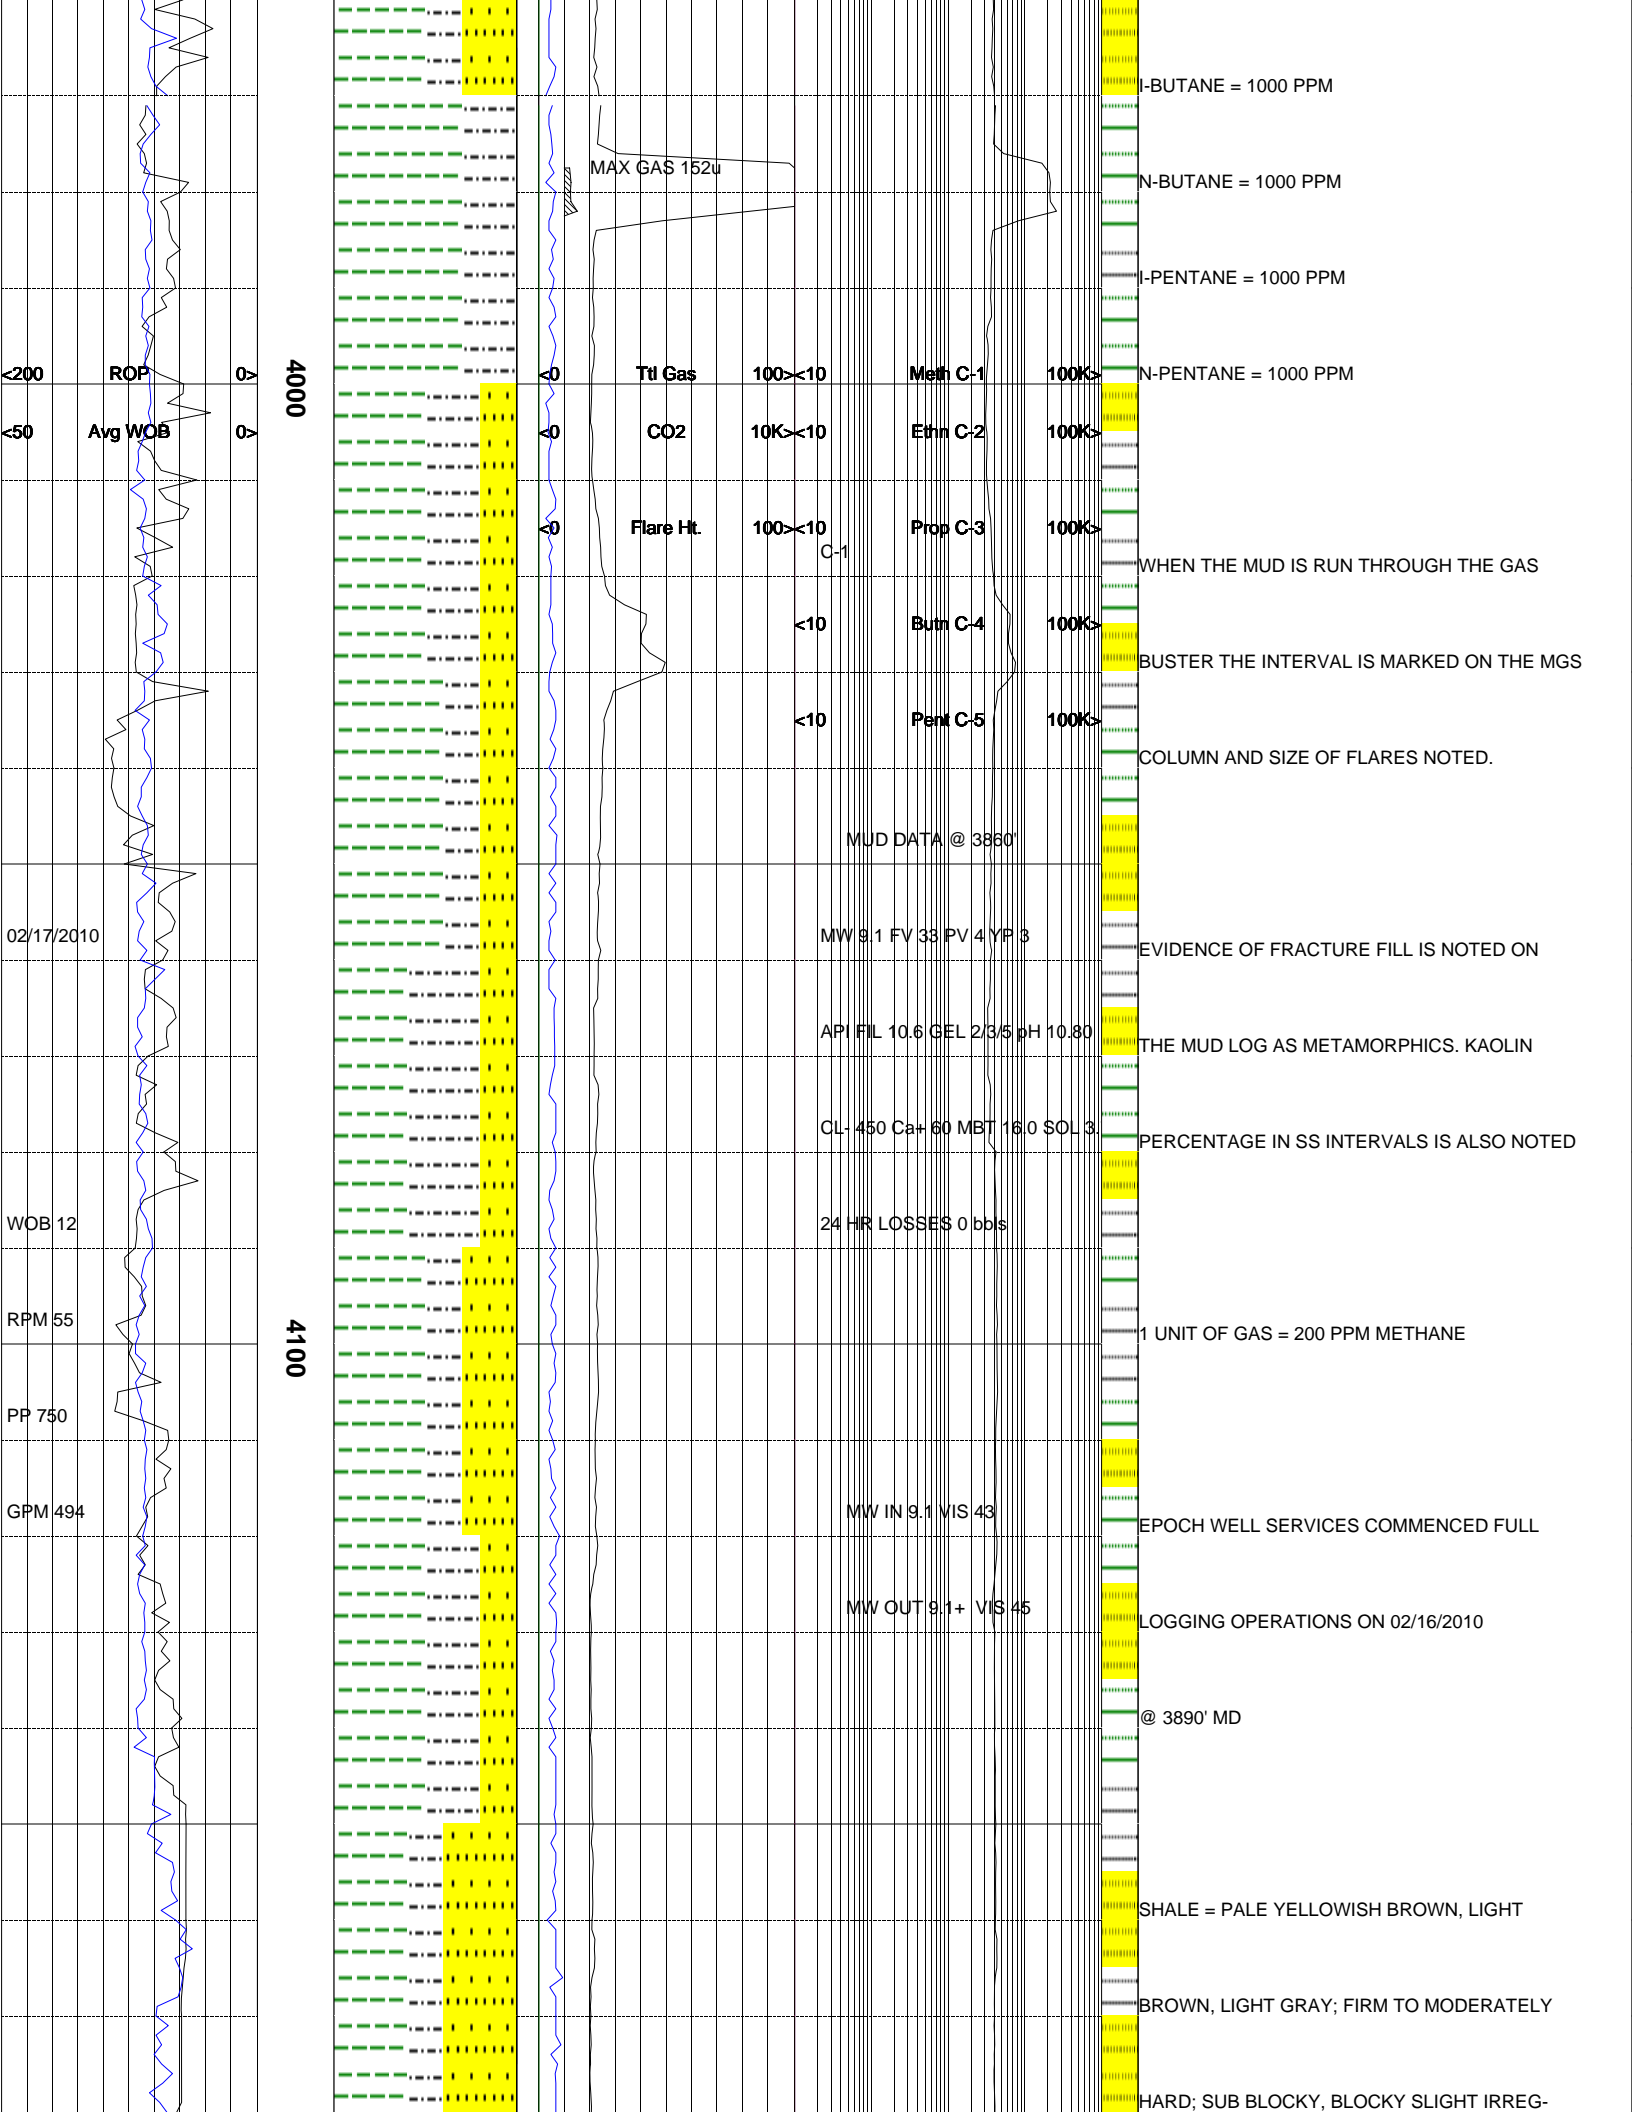 I-BUTANE = 1000 PPM
MAX GAS 152u
N-BUTANE = 1000 PPM
I-PENTANE = 1000 PPM
<200 ROP 0>
4000
<0 Ttl Gas 100>
<10 Meth C-1 100K>
N-PENTANE = 1000 PPM
<50 Avg WOB 0>
<0 CO2 10K>
<10 Ethn C-2 100K>
<0 Flare Ht. 100>
<10 Prop C-3 100K>
C-1
WHEN THE MUD IS RUN THROUGH THE GAS
<10 Butn C-4 100K>
BUSTER THE INTERVAL IS MARKED ON THE MGS
<10 Pent C-5 100K>
COLUMN AND SIZE OF FLARES NOTED.
MUD DATA @ 3860'
02/17/2010
MW 9.1 FV 33 PV 4 YP 3
EVIDENCE OF FRACTURE FILL IS NOTED ON
API FIL 10.6 GEL 2/3/5 pH 10.80
THE MUD LOG AS METAMORPHICS. KAOLIN
CL- 450 Ca+ 60 MBT 16.0 SOL 3.
PERCENTAGE IN SS INTERVALS IS ALSO NOTED
WOB 12
24 HR LOSSES 0 bbls
RPM 55
4100
1 UNIT OF GAS = 200 PPM METHANE
PP 750
GPM 494
MW IN 9.1 VIS 43
EPOCH WELL SERVICES COMMENCED FULL
MW OUT 9.1+ VIS 45
LOGGING OPERATIONS ON 02/16/2010
@ 3890' MD
SHALE = PALE YELLOWISH BROWN, LIGHT
BROWN, LIGHT GRAY; FIRM TO MODERATELY
HARD; SUB BLOCKY, BLOCKY SLIGHT IRREG-